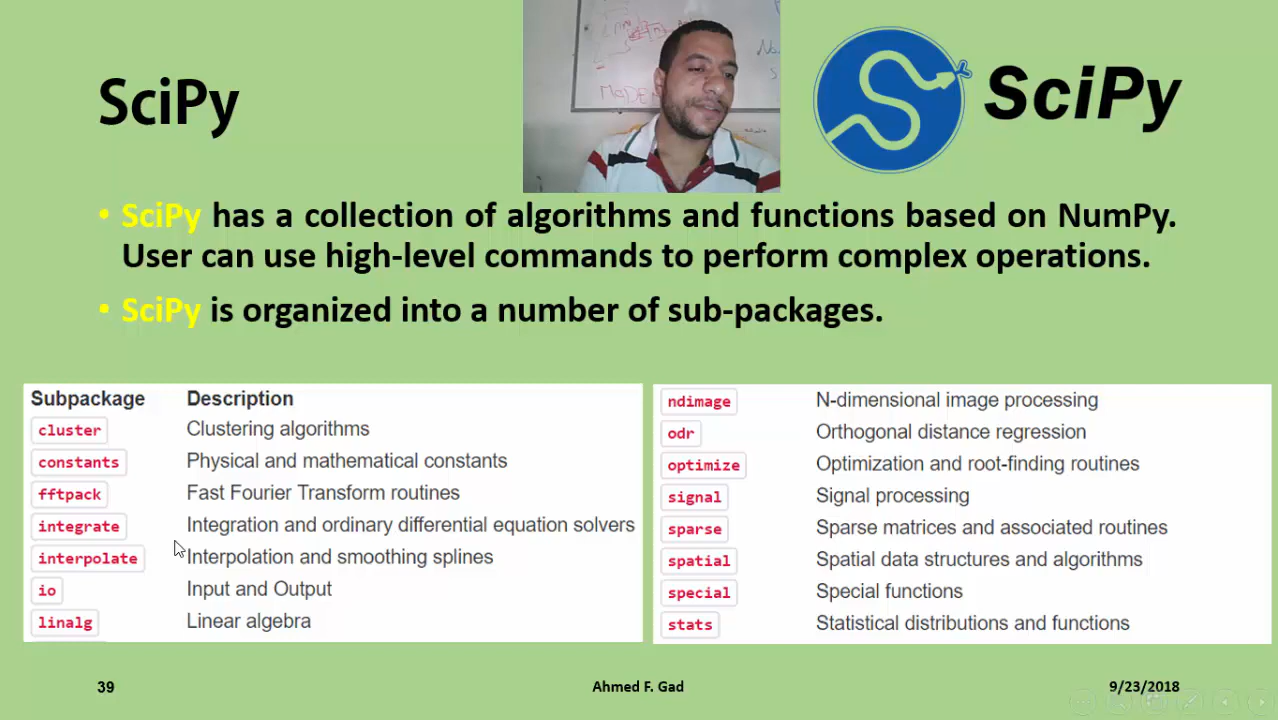 SciPy
SciPy
• SciPy has a collection of algorithms and functions based on NumPy.
User can use high-level commands to perform complex operations.
• SciPy is organized into a number of sub-packages.
Subpackage Description
cluster Clustering algorithms
constants Physical and mathematical constants
fftpack Fast Fourier Transform routines
integrate Integration and ordinary differential equation solvers
interpolate Interpolation and smoothing splines
io Input and Output
linalg Linear algebra
ndimage N-dimensional image processing
odr Orthogonal distance regression
optimize Optimization and root-finding routines
signal Signal processing
sparse Sparse matrices and associated routines
spatial Spatial data structures and algorithms
special Special functions
stats Statistical distributions and functions
39 Ahmed F. Gad 9/23/2018